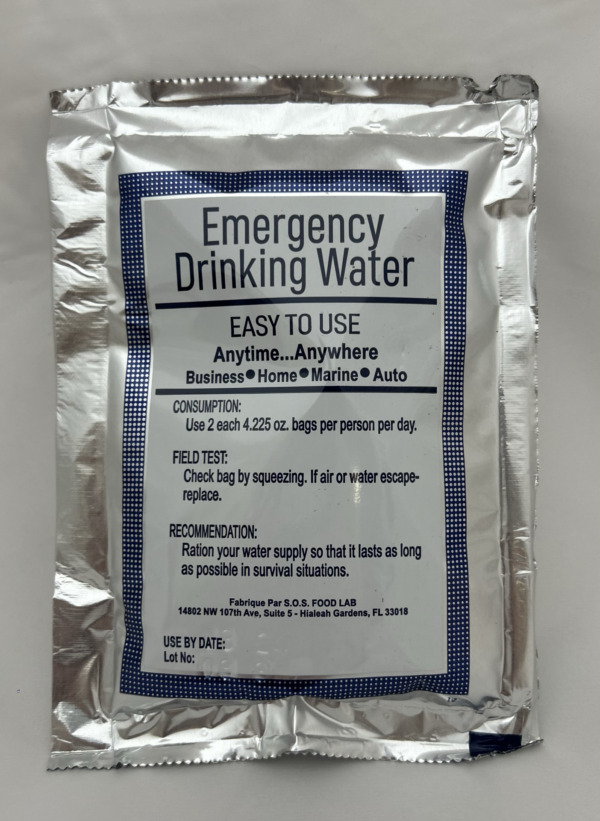 Emergency
Drinking Water
EASY TO USE
Anytime...Anywhere
Business●Home●Marine●Auto
CONSUMPTION:
Use 2 each 4.225 oz. bags per person per day.
FIELD TEST:
Check bag by squeezing. If air or water escape-
replace.
RECOMMENDATION:
Ration your water supply so that it lasts as long
as possible in survival situations.
Fabrique Par S.O.S. FOOD LAB
14802 NW 107th Ave, Suite 5 - Hialeah Gardens, FL 33018
USE BY DATE:
Lot No: